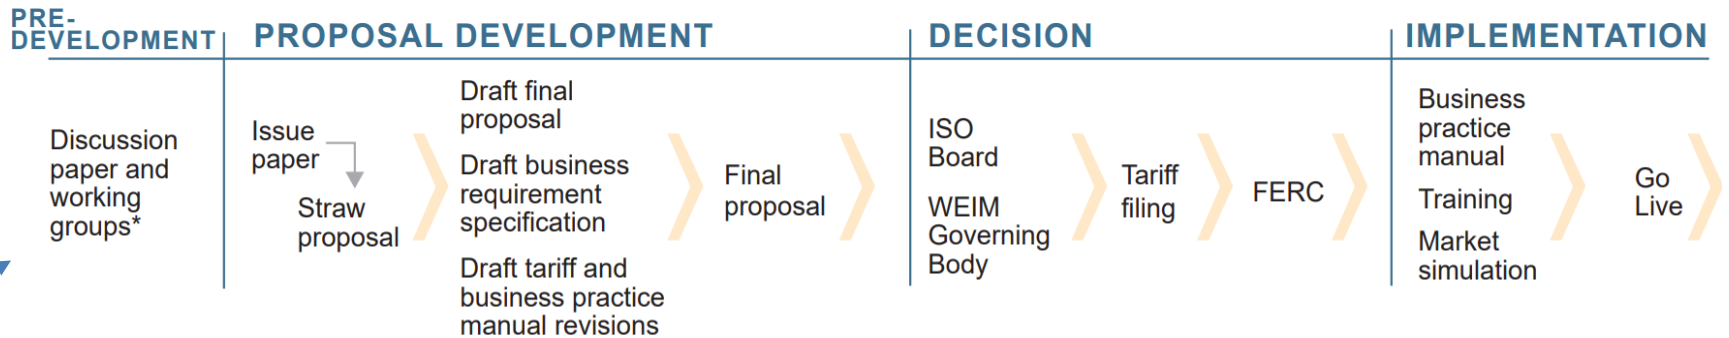 PRE-
DEVELOPMENT
PROPOSAL DEVELOPMENT
DECISION
IMPLEMENTATION
Discussion
paper and
working
groups*
Issue
paper
Straw
proposal
Draft final
proposal
Draft business
requirement
specification
Draft tariff and
business practice
manual revisions
Final
proposal
ISO
Board
WEIM
Governing
Body
Tariff
filing
FERC
Business
practice
manual
Training
Market
simulation
Go
Live